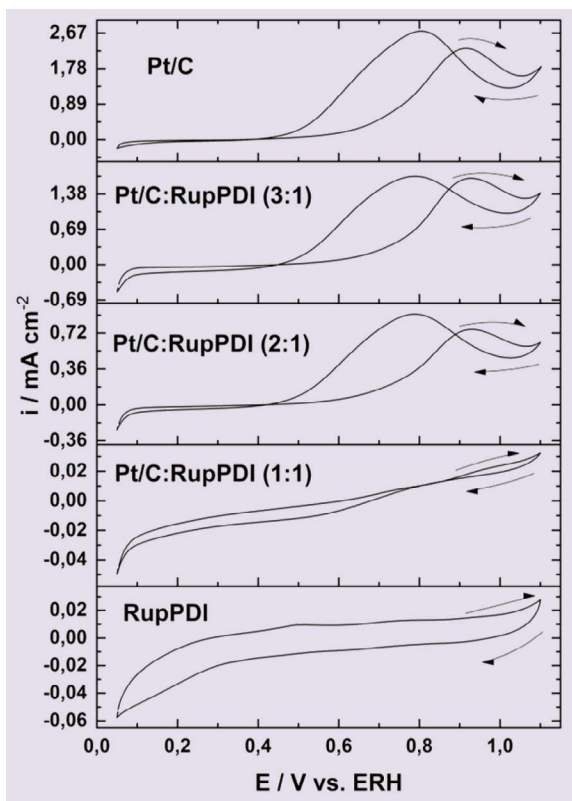 2,67
1,78
Pt/C
0,89
0,00
1,38
Pt/C:RupPDI (3:1)
0,69
0,00
-0,69
0,72
Pt/C:RupPDI (2:1)
0,36
0,00
-0,36
0,02
Pt/C:RupPDI (1:1)
0,00
-0,02
-0,04
RupPDI
0,02
0,00
-0,02
-0,04
-0,06
i / mA cm-2
0,0 0,2 0,4 0,6 0,8 1,0
E / V vs. ERH